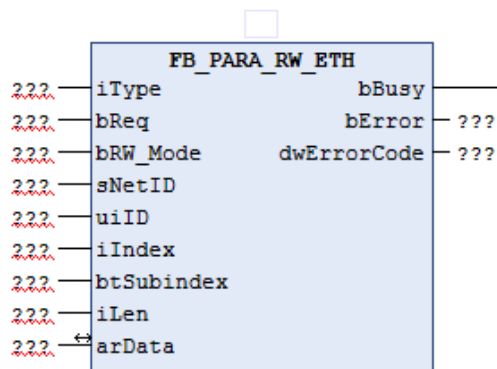 FB_PARA_RW_ETH
??? iType bBusy
??? bReq bError ???
??? bRW_Mode dwErrorCode ???
??? sNetID
??? uiID
??? iIndex
??? btSubindex
??? iLen
??? arData